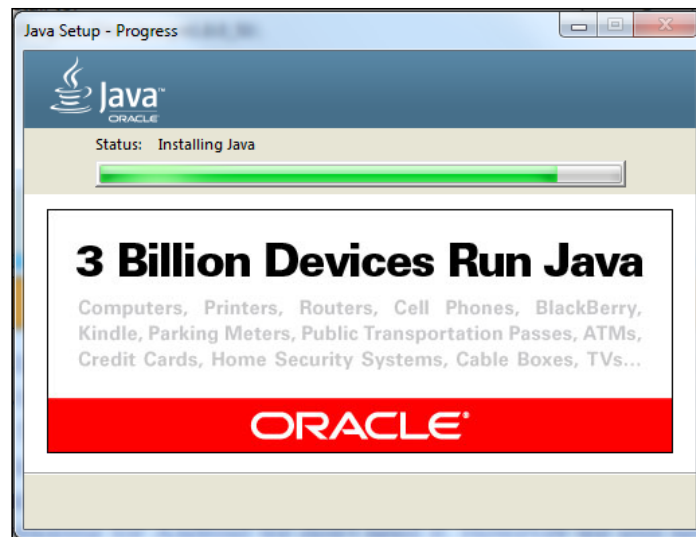 Java Setup - Progress
Java™
ORACLE
Status: Installing Java
3 Billion Devices Run Java
Computers, Printers, Routers, Cell Phones, BlackBerry,
Kindle, Parking Meters, Public Transportation Passes, ATMs,
Credit Cards, Home Security Systems, Cable Boxes, TVs...
ORACLE®